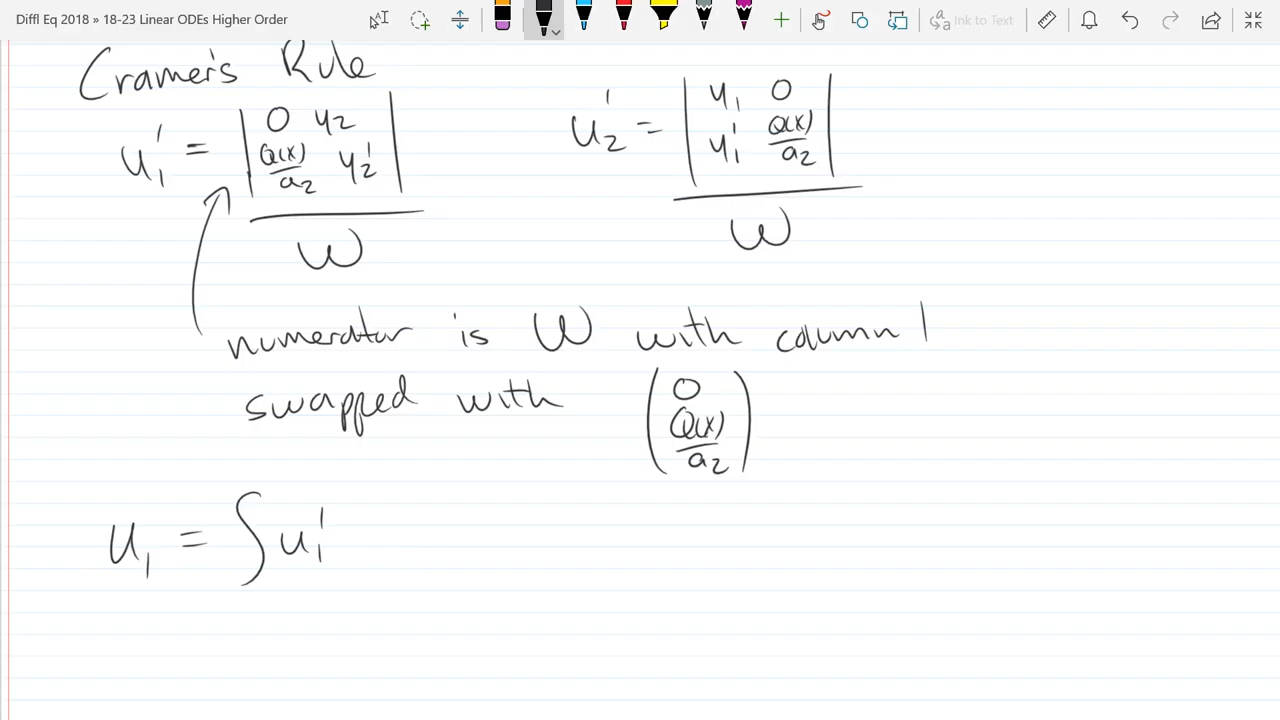 Diffl Eq 2018 » 18-23 Linear ODEs Higher Order
Ink to Text
Cramer's Rule
u₁' = | 0 y₂ ; Q(x)/a₂ y₂' | / W
u₂' = | y₁ 0 ; y₁' Q(x)/a₂ | / W
numerator is W with column 1
swapped with ( 0 ; Q(x)/a₂ )
u₁ = ∫ u₁'